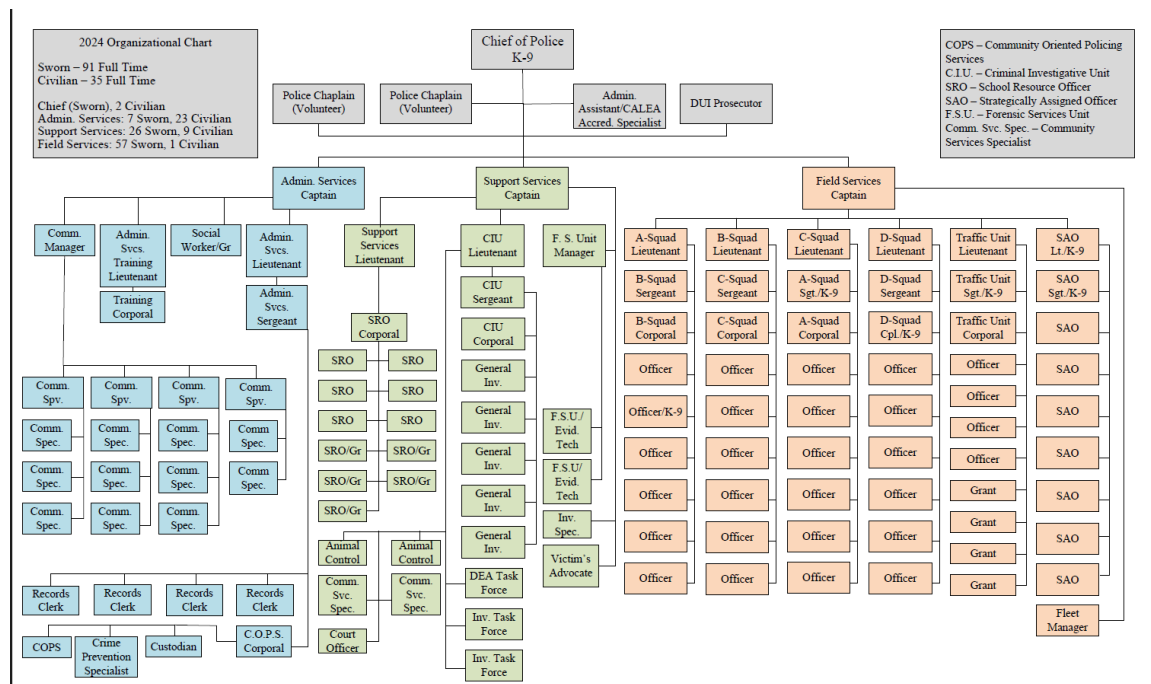 2024 Organizational Chart
Sworn – 91 Full Time
Civilian – 35 Full Time
Chief (Sworn), 2 Civilian
Admin. Services: 7 Sworn, 23 Civilian
Support Services: 26 Sworn, 9 Civilian
Field Services: 57 Sworn, 1 Civilian
Chief of Police
K-9
COPS – Community Oriented Policing
Services
C.I.U. – Criminal Investigative Unit
SRO – School Resource Officer
SAO – Strategically Assigned Officer
F.S.U. – Forensic Services Unit
Comm. Svc. Spec. – Community
Services Specialist
Police Chaplain
(Volunteer)
Police Chaplain
(Volunteer)
Admin.
Assistant/CALEA
Accred. Specialist
DUI Prosecutor
Admin. Services
Captain
Support Services
Captain
Field Services
Captain
Comm.
Manager
Admin.
Svcs.
Training
Lieutenant
Social
Worker/Gr
Admin.
Svcs.
Lieutenant
Training
Corporal
Admin.
Svcs.
Sergeant
Comm.
Spv.
Comm.
Spv.
Comm.
Spv.
Comm.
Spv.
Comm.
Spec.
Comm.
Spec.
Comm.
Spec.
Comm
Spec.
Comm.
Spec.
Comm.
Spec.
Comm.
Spec.
Comm
Spec.
Comm.
Spec.
Comm.
Spec.
Comm.
Spec.
Records
Clerk
Records
Clerk
Records
Clerk
Records
Clerk
COPS
Crime
Prevention
Specialist
Custodian
C.O.P.S.
Corporal
Support
Services
Lieutenant
SRO
Corporal
SRO
SRO
SRO
SRO
SRO
SRO
SRO/Gr
SRO/Gr
SRO/Gr
SRO/Gr
SRO/Gr
Animal
Control
Animal
Control
Comm.
Svc.
Spec.
Comm.
Svc.
Spec.
Court
Officer
CIU
Lieutenant
CIU
Sergeant
CIU
Corporal
General
Inv.
General
Inv.
General
Inv.
General
Inv.
General
Inv.
DEA Task
Force
Inv. Task
Force
Inv. Task
Force
F. S. Unit
Manager
F.S.U./
Evid.
Tech
F.S.U/
Evid.
Tech
Inv.
Spec.
Victim's
Advocate
A-Squad
Lieutenant
B-Squad
Sergeant
B-Squad
Corporal
Officer
Officer/K-9
Officer
Officer
Officer
Officer
B-Squad
Lieutenant
C-Squad
Sergeant
C-Squad
Corporal
Officer
Officer
Officer
Officer
Officer
Officer
C-Squad
Lieutenant
A-Squad
Sgt./K-9
A-Squad
Corporal
Officer
Officer
Officer
Officer
Officer
Officer
D-Squad
Lieutenant
D-Squad
Sergeant
D-Squad
Cpl./K-9
Officer
Officer
Officer
Officer
Officer
Officer
Traffic Unit
Lieutenant
Traffic Unit
Sgt./K-9
Traffic Unit
Corporal
Officer
Officer
Officer
Officer
Grant
Grant
Grant
Grant
SAO
Lt./K-9
SAO
Sgt./K-9
SAO
SAO
SAO
SAO
SAO
SAO
SAO
Fleet
Manager